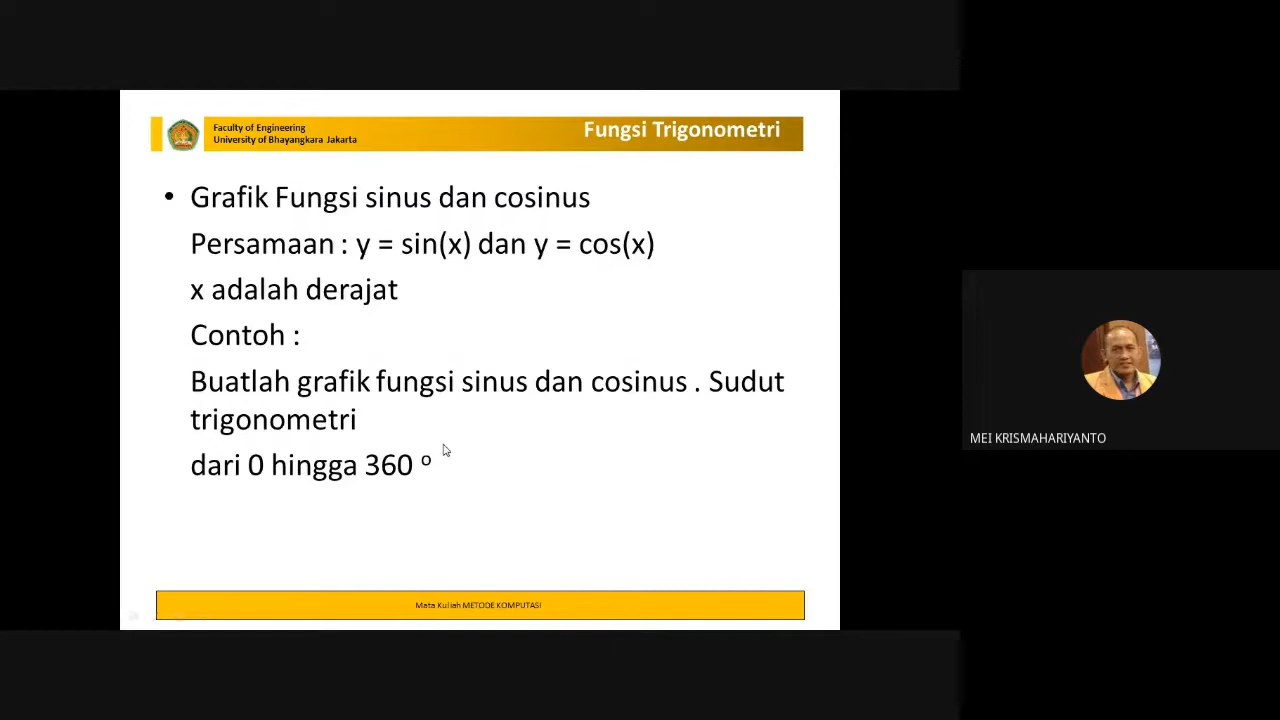 Faculty of Engineering
University of Bhayangkara Jakarta
Fungsi Trigonometri
• Grafik Fungsi sinus dan cosinus
Persamaan : y = sin(x) dan y = cos(x)
x adalah derajat
Contoh :
Buatlah grafik fungsi sinus dan cosinus . Sudut
trigonometri
dari 0 hingga 360 º
Mata Kuliah METODE KOMPUTASI
MEI KRISMAHARIYANTO